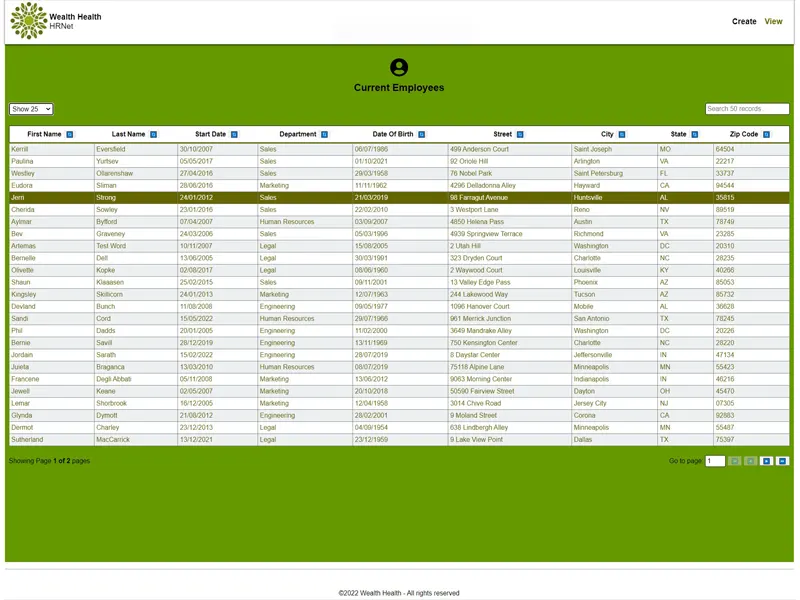 Wealth Health
HRNet
Create View
Current Employees
Show 25
Search 50 records...
First Name Last Name Start Date Department Date Of Birth Street City State Zip Code
Kerrill Eversfield 30/10/2007 Sales 06/07/1986 499 Anderson Court Saint Joseph MO 64504
Paulina Yurtsev 05/05/2017 Sales 01/10/2021 92 Oriole Hill Arlington VA 22217
Westley Ollarenshaw 27/04/2016 Sales 29/03/1958 76 Nobel Park Saint Petersburg FL 33737
Eudora Sliman 28/06/2016 Marketing 11/11/1962 4296 Delladonna Alley Hayward CA 94544
Jerri Strong 24/01/2012 Sales 21/03/2019 98 Farragut Avenue Huntsville AL 35815
Cherida Sowley 23/01/2016 Sales 22/02/2010 3 Westport Lane Reno NV 89519
Aylmar Byfford 07/04/2007 Human Resources 03/09/2007 4850 Helena Pass Austin TX 78749
Bev Graveney 24/03/2006 Sales 05/03/1996 4939 Springview Terrace Richmond VA 23285
Artemas Test Word 10/11/2007 Legal 15/08/2005 2 Utah Hill Washington DC 20310
Bernelle Dell 13/06/2005 Legal 30/03/1991 323 Dryden Court Charlotte NC 28235
Olivette Kopke 02/08/2017 Legal 08/06/1960 2 Waywood Court Louisville KY 40266
Shaun Klaaasen 25/02/2015 Sales 09/11/2001 13 Valley Edge Pass Phoenix AZ 85053
Kingsley Skillicorn 24/01/2013 Marketing 12/07/1963 244 Lakewood Way Tucson AZ 85732
Devland Bunch 11/08/2008 Engineering 09/05/1977 1096 Hanover Court Mobile AL 36628
Sandi Cord 15/05/2022 Human Resources 29/07/1966 961 Merrick Junction San Antonio TX 78245
Phil Dadds 20/01/2005 Engineering 11/02/2000 3649 Mandrake Alley Washington DC 20226
Bernie Savill 28/12/2019 Engineering 13/11/1969 750 Kensington Center Charlotte NC 28220
Jordain Sarath 15/02/2022 Engineering 28/07/2019 8 Daystar Center Jeffersonville IN 47134
Julieta Braganca 13/03/2010 Human Resources 08/07/2019 75118 Alpine Lane Minneapolis MN 55423
Francene Degli Abbati 05/11/2008 Marketing 13/06/2012 9063 Morning Center Indianapolis IN 46216
Jewell Keane 02/05/2007 Marketing 20/10/2018 50590 Fairview Street Dayton OH 45470
Lemar Shorbrook 16/12/2005 Marketing 12/04/1958 3014 Chive Road Jersey City NJ 07305
Glynda Dymott 21/08/2012 Engineering 28/02/2001 9 Moland Street Corona CA 92883
Dermot Charley 23/12/2013 Legal 04/09/1954 638 Lindbergh Alley Minneapolis MN 55487
Sutherland MacCarrick 13/12/2021 Legal 23/12/1959 9 Lake View Point Dallas TX 75397
Showing Page 1 of 2 pages
Go to page: 1
©2022 Wealth Health - All rights reserved